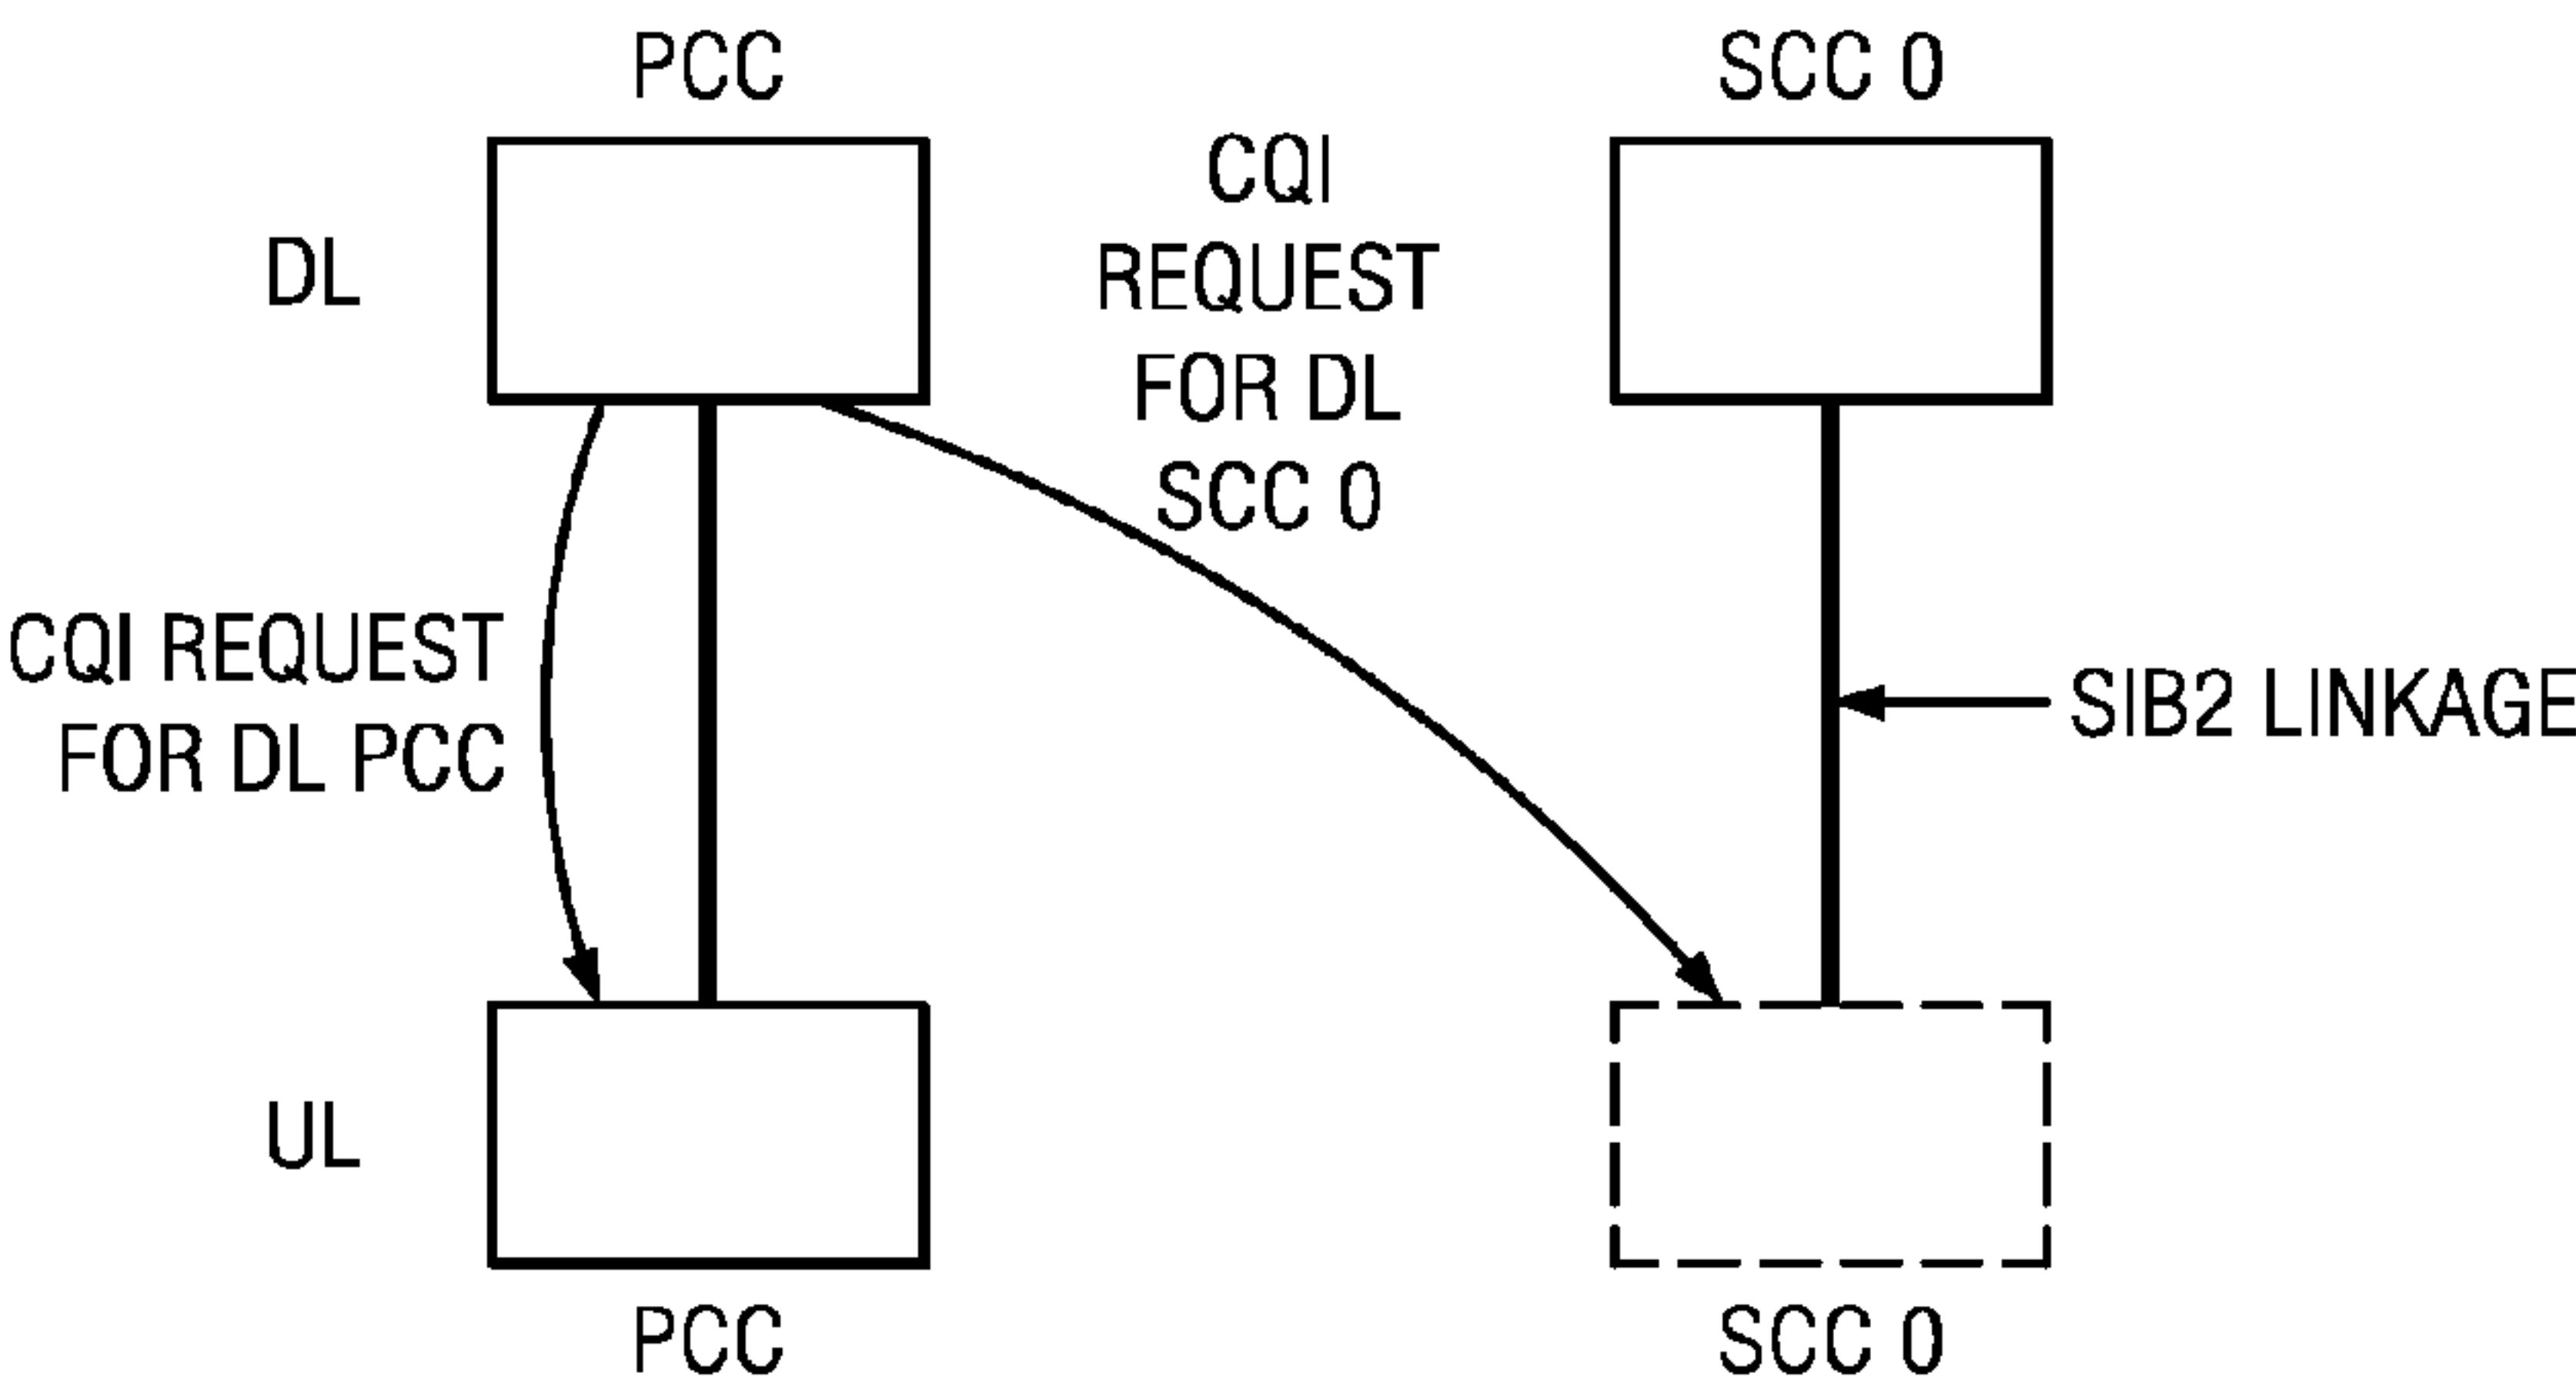 PCC
SCC 0
CQI
REQUEST
FOR DL
SCC 0
DL
CQI REQUEST
FOR DL PCC
SIB2 LINKAGE
UL
PCC
SCC 0